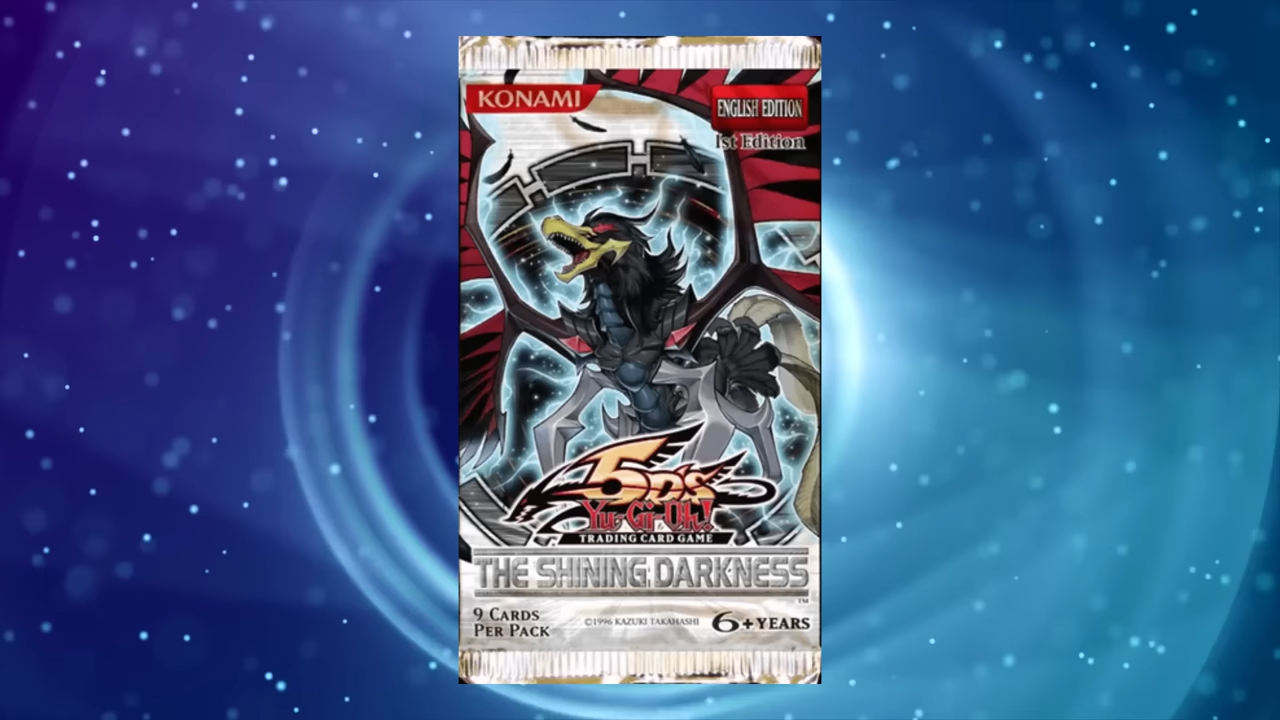 KONAMI
ENGLISH EDITION
1st Edition
5D's
Yu-Gi-Oh!
TRADING CARD GAME
THE SHINING DARKNESS
TM
9 CARDS
PER PACK
©1996 KAZUKI TAKAHASHI
6+YEARS